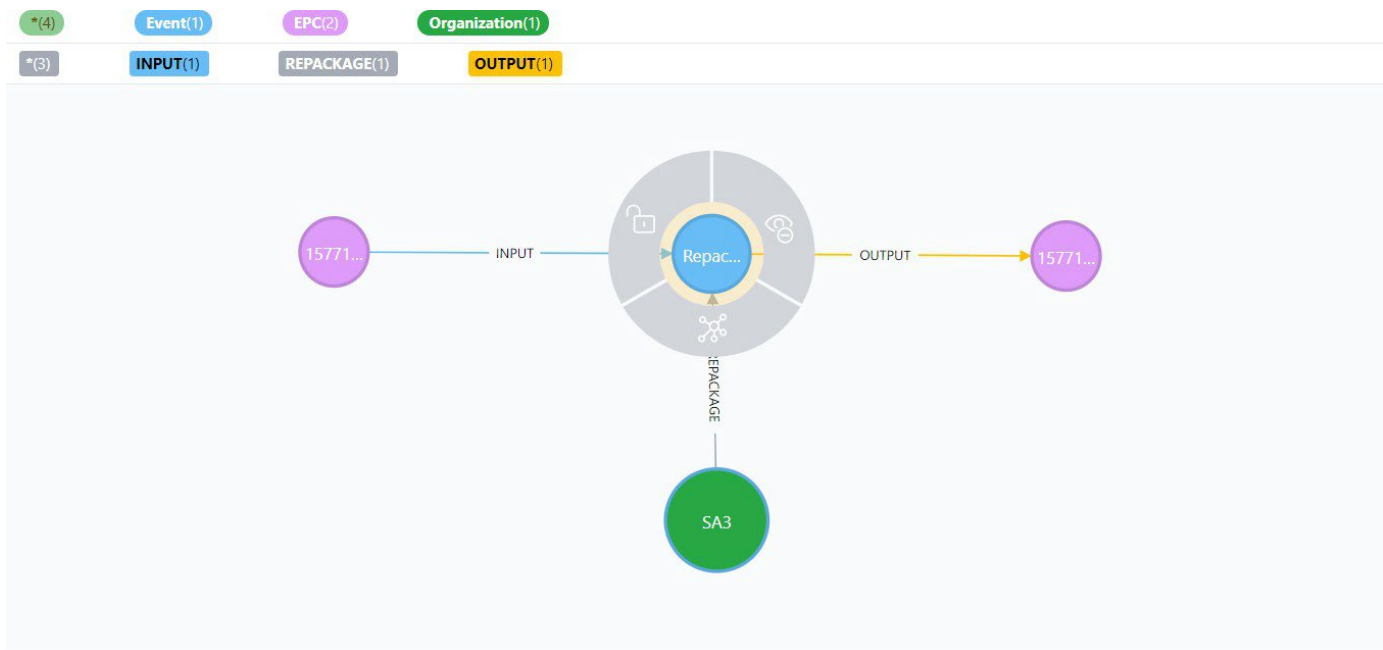 *(4) Event(1) EPC(2) Organization(1)
*(3) INPUT(1) REPACKAGE(1) OUTPUT(1)
15771... INPUT Repac... OUTPUT 15771...
EPACKAGE
SA3